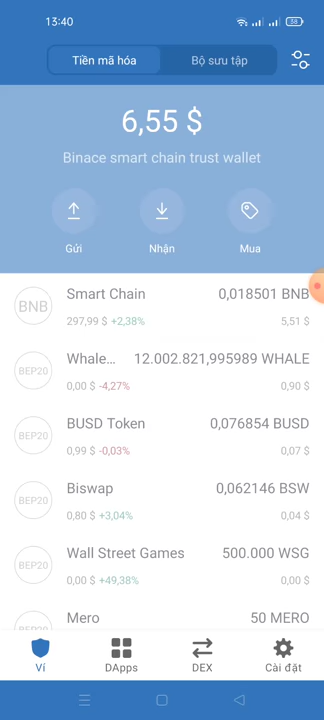 13:40
58
Tiền mã hóa
Bộ sưu tập
6,55 $
Binace smart chain trust wallet
Gửi
Nhận
Mua
BNB
Smart Chain 0,018501 BNB
297,99 $ +2,38% 5,51 $
BEP20
Whale... 12.002.821,995989 WHALE
0,00 $ -4,27% 0,90 $
BEP20
BUSD Token 0,076854 BUSD
0,99 $ -0,03% 0,07 $
BEP20
Biswap 0,062146 BSW
0,80 $ +3,04% 0,04 $
BEP20
Wall Street Games 500.000 WSG
0,00 $ +49,38% 0,00 $
BEP20
Mero 50 MERO
Ví
DApps
DEX
Cài đặt